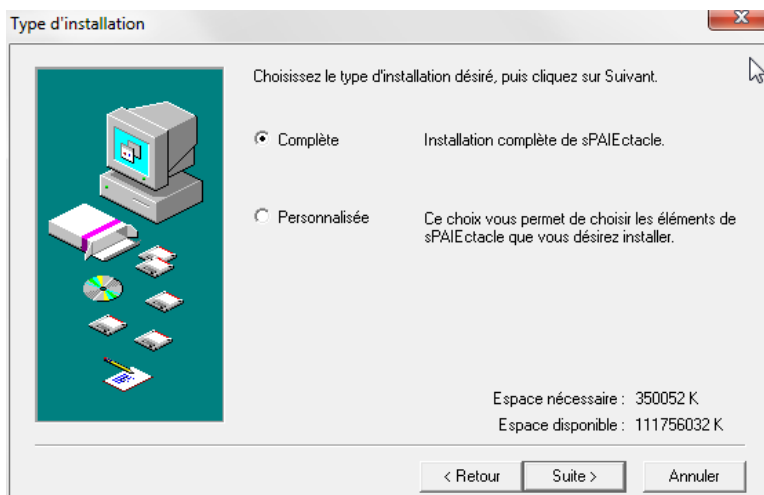 Type d'installation
Choisissez le type d'installation désiré, puis cliquez sur Suivant.
Complète
Installation complète de sPAIEctacle.
Personnalisée
Ce choix vous permet de choisir les éléments de
sPAIEctacle que vous désirez installer.
Espace nécessaire : 350052 K
Espace disponible : 111756032 K
< Retour
Suite >
Annuler